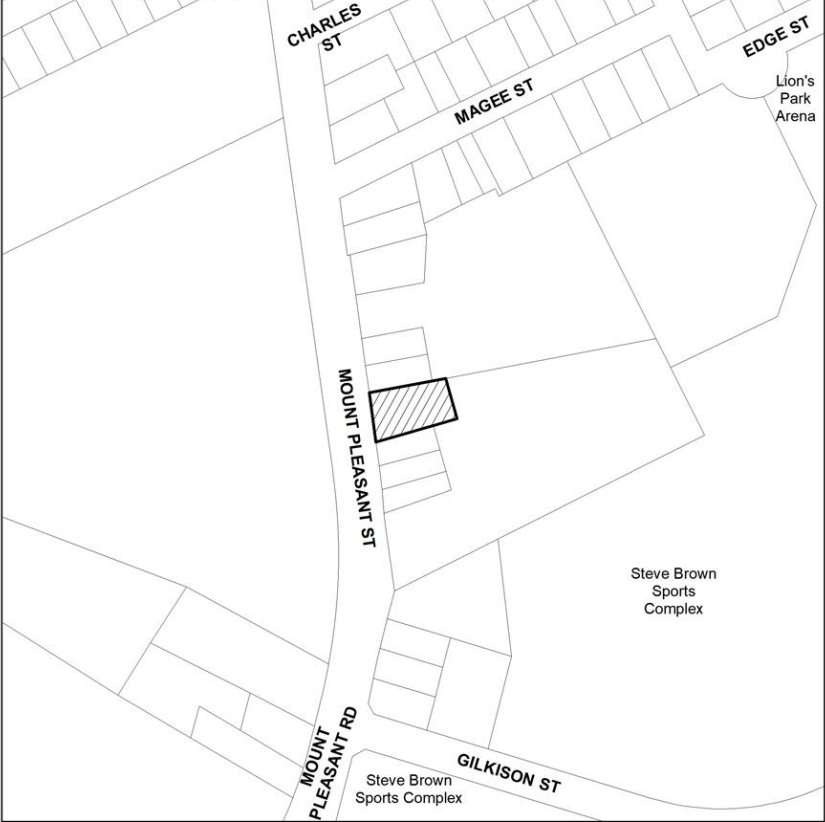 CHARLES
ST
EDGE ST
Lion's
Park
Arena
MAGEE ST
MOUNT PLEASANT ST
Steve Brown
Sports
Complex
MOUNT
PLEASANT RD
GILKISON ST
Steve Brown
Sports Complex